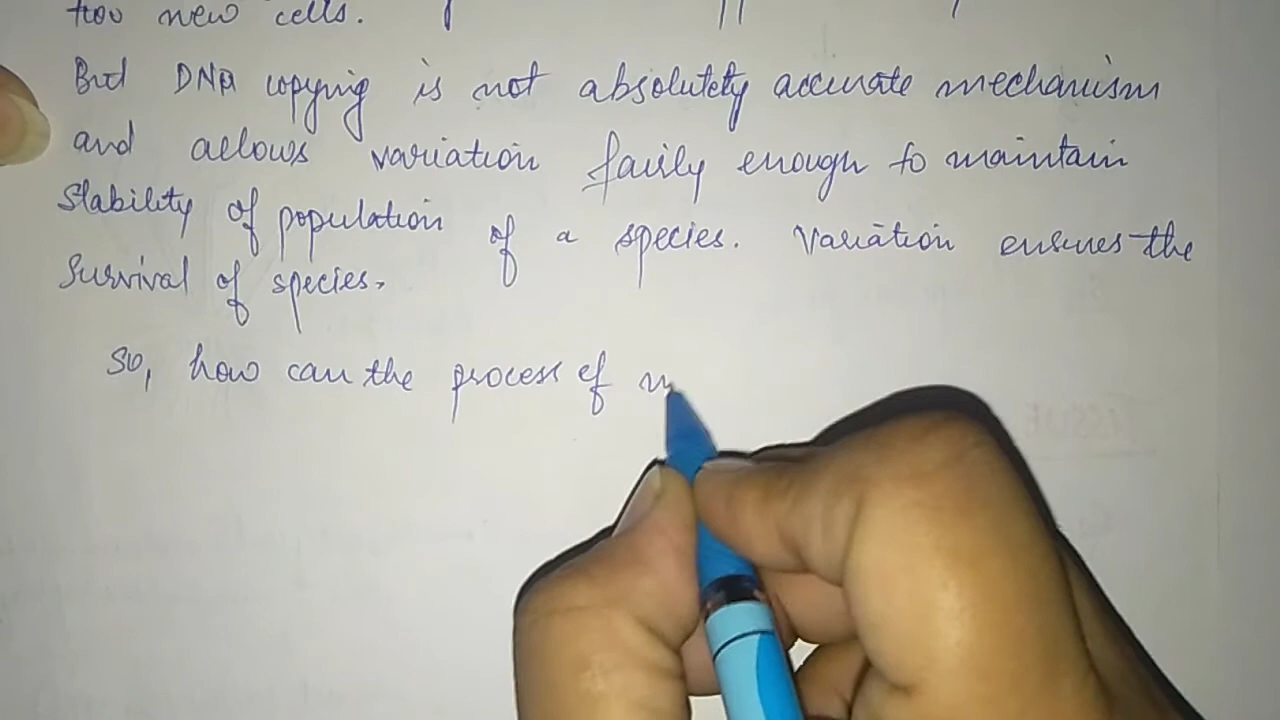 two new cells.
But DNA copying is not absolutely accurate mechanism
and allows variation fairly enough to maintain
stability of population of a species. Variation ensures the
survival of species.
So, how can the process of m